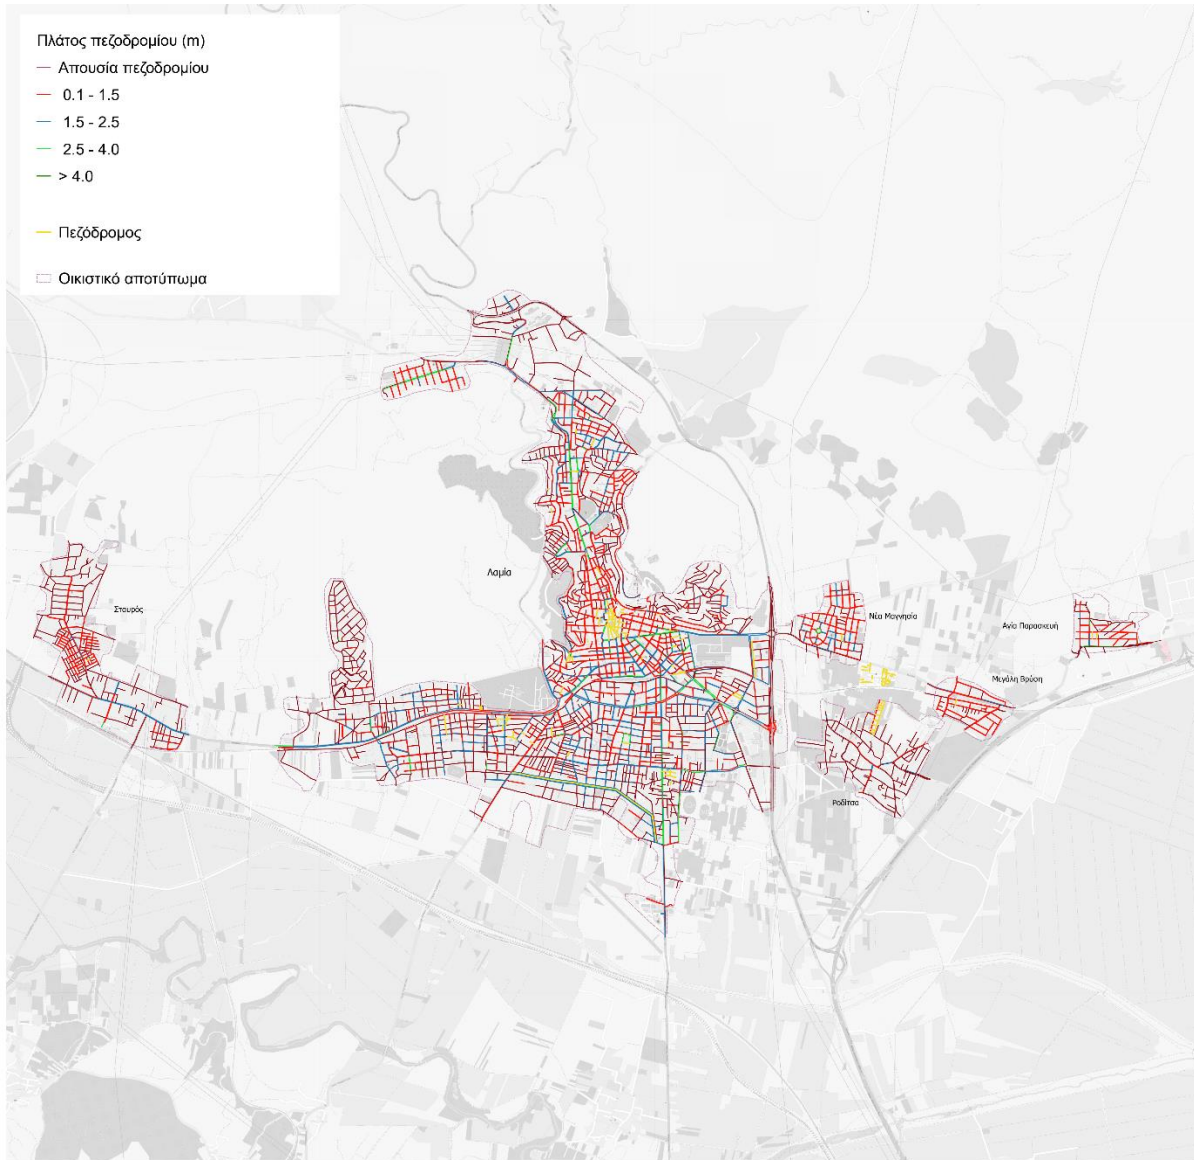 Πλάτος πεζοδρομίου (m)
Απουσία πεζοδρομίου
0.1 - 1.5
1.5 - 2.5
2.5 - 4.0
> 4.0
Πεζόδρομος
Οικιστικό αποτύπωμα
Λαμία
Σταυρός
Νέα Μαγνησία
Αγία Παρασκευή
Μεγάλη Βρύση
Ροδίτσα